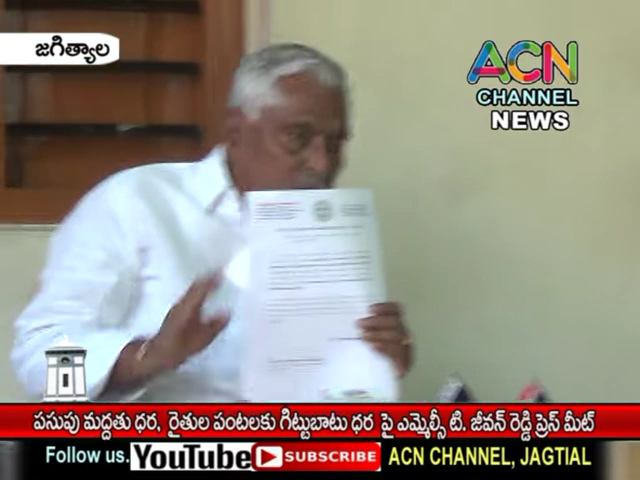 జగిత్యాల
ACN
CHANNEL
NEWS
పసుపు మద్దతు ధర, రైతుల పంటలకు గిట్టుబాటు ధర పై ఎమ్మెల్సీ టి. జీవన్ రెడ్డి ప్రెస్ మీట్
Follow us. YouTube SUBSCRIBE ACN CHANNEL, JAGTIAL